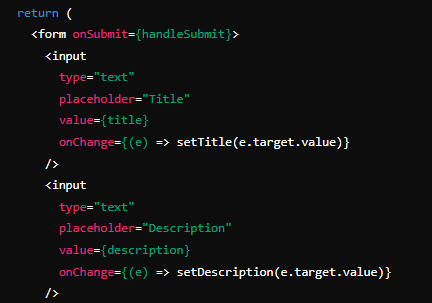 return (
<form onSubmit={handleSubmit}>
<input
type="text"
placeholder="Title"
value={title}
onChange={(e) => setTitle(e.target.value)}
/>
<input
type="text"
placeholder="Description"
value={description}
onChange={(e) => setDescription(e.target.value)}
/>